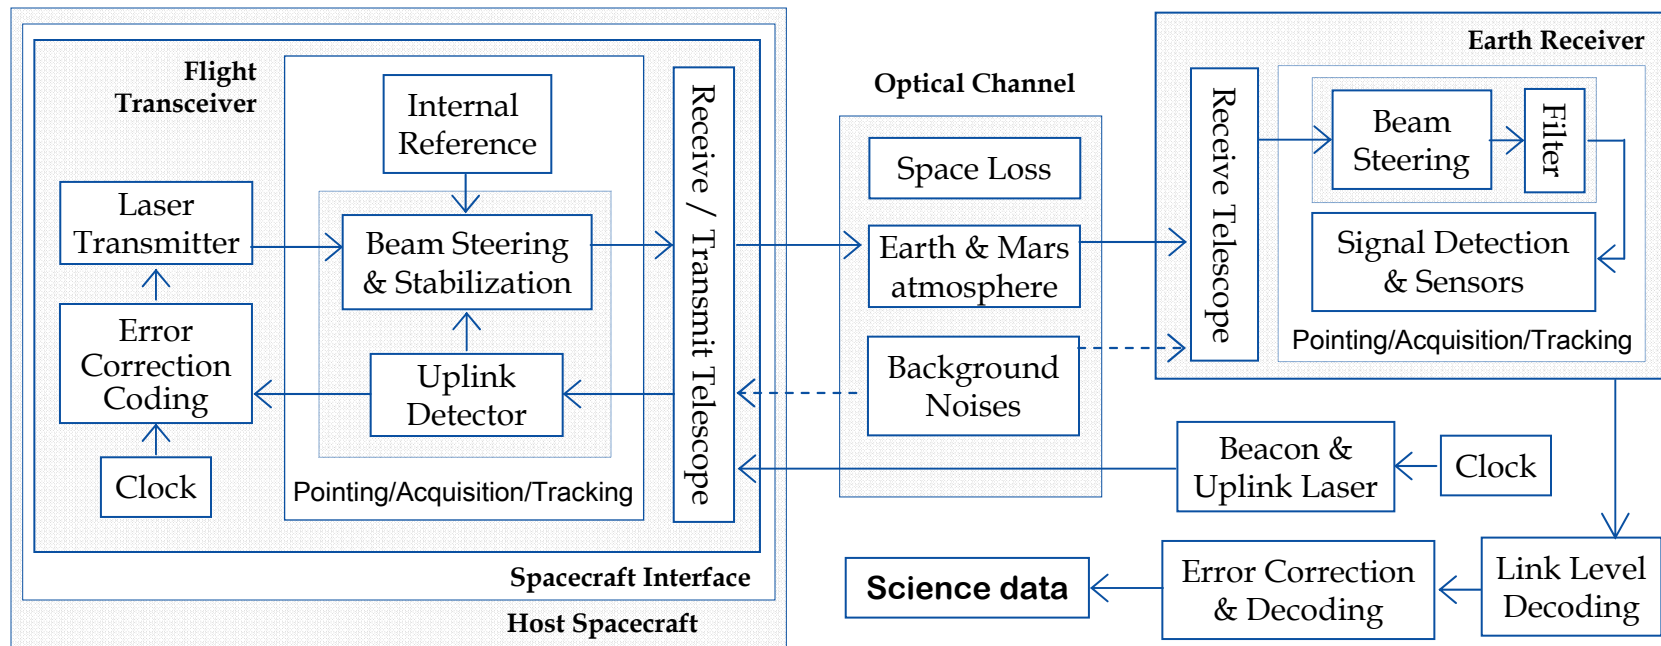 Flight
Transceiver
Internal
Reference
Laser
Transmitter
Beam Steering
& Stabilization
Error
Correction
Coding
Uplink
Detector
Clock
Pointing/Acquisition/Tracking
Receive / Transmit Telescope
Spacecraft Interface
Host Spacecraft
Optical Channel
Space Loss
Earth & Mars
atmosphere
Background
Noises
Earth Receiver
Receive Telescope
Beam
Steering
Filter
Signal Detection
& Sensors
Pointing/Acquisition/Tracking
Beacon &
Uplink Laser
Clock
Science data
Error Correction
& Decoding
Link Level
Decoding